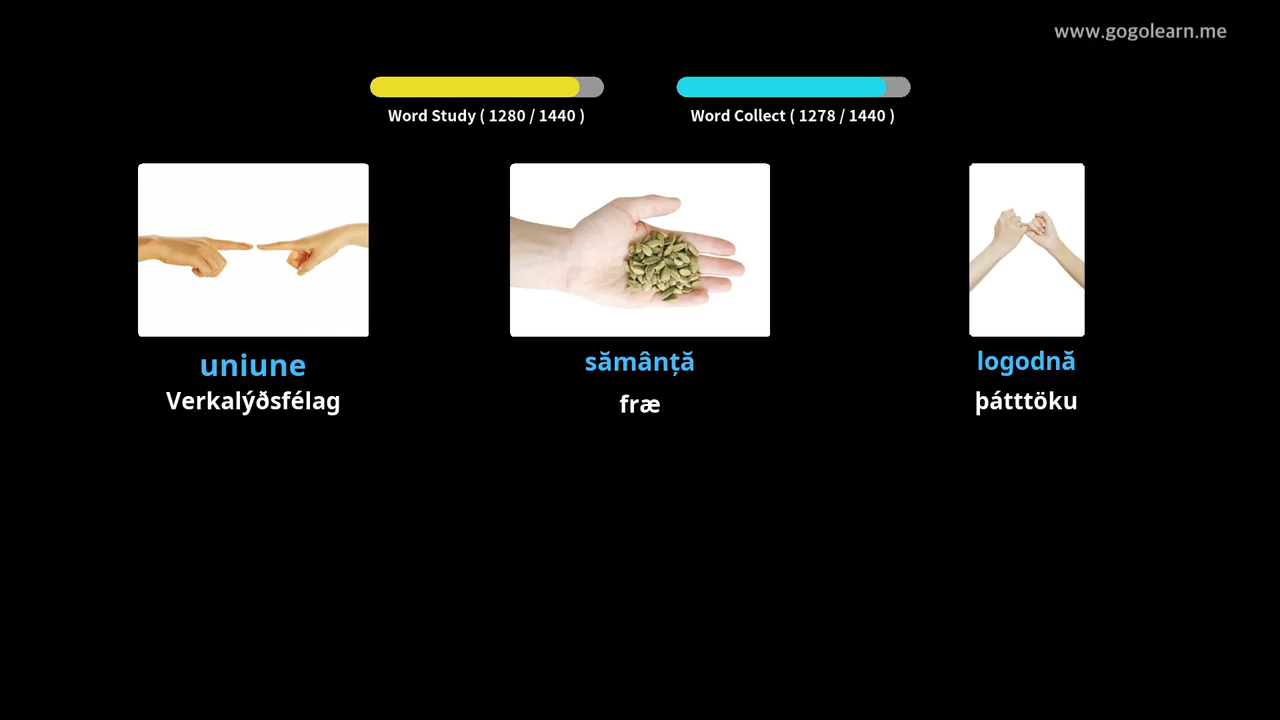 www.gogolearn.me
Word Study ( 1280 / 1440 )
Word Collect ( 1278 / 1440 )
uniune
Verkalýðsfélag
sămânță
fræ
logodnă
þátttöku